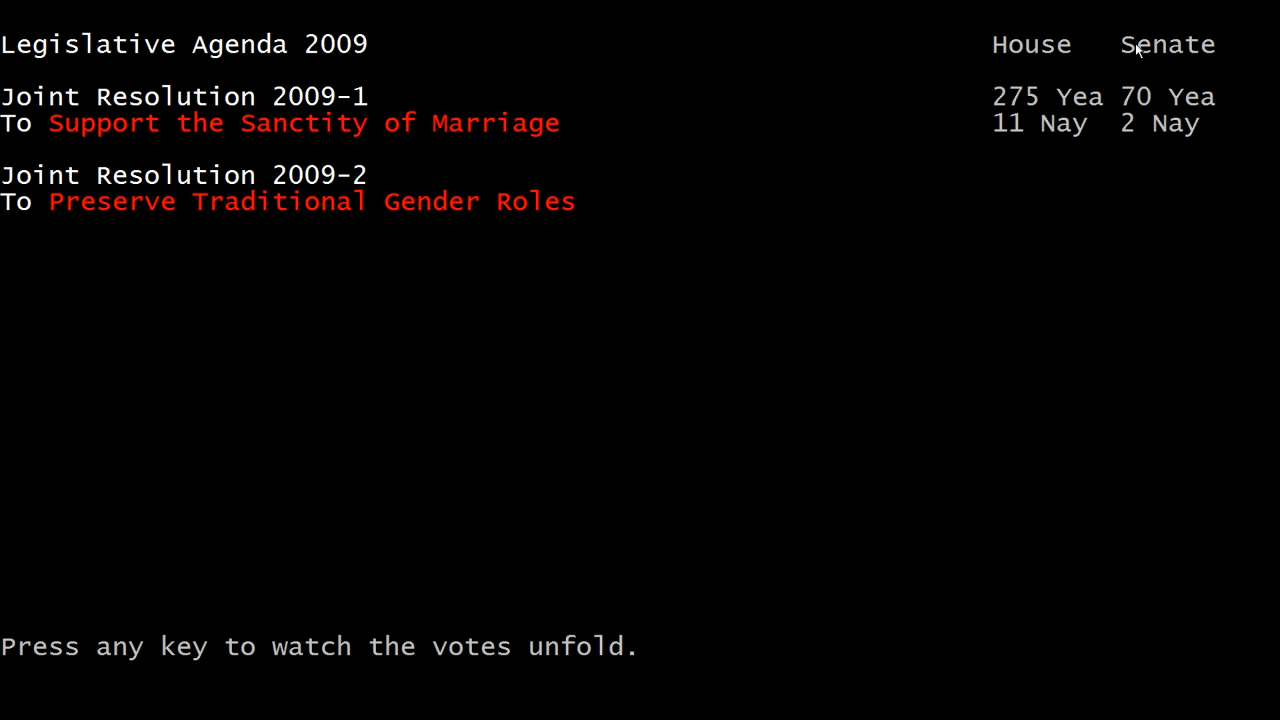 Legislative Agenda 2009 House Senate
Joint Resolution 2009-1 275 Yea 70 Yea
To Support the Sanctity of Marriage 11 Nay 2 Nay
Joint Resolution 2009-2
To Preserve Traditional Gender Roles
Press any key to watch the votes unfold.